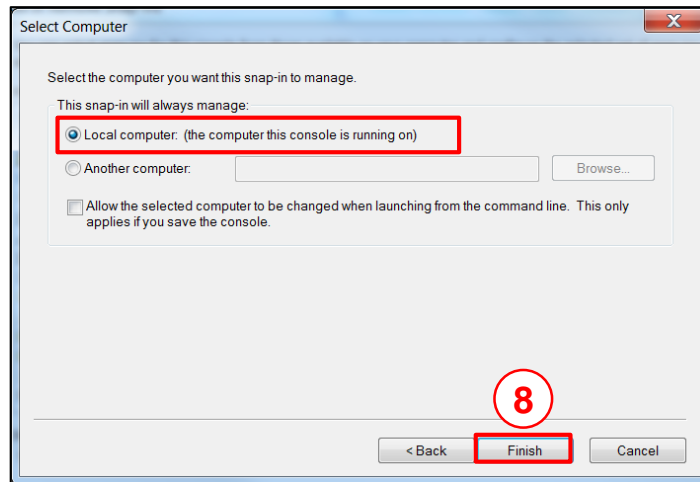 Select Computer
Select the computer you want this snap-in to manage.
This snap-in will always manage:
Local computer: (the computer this console is running on)
Another computer:
Browse...
Allow the selected computer to be changed when launching from the command line. This only
applies if you save the console.
8
< Back
Finish
Cancel